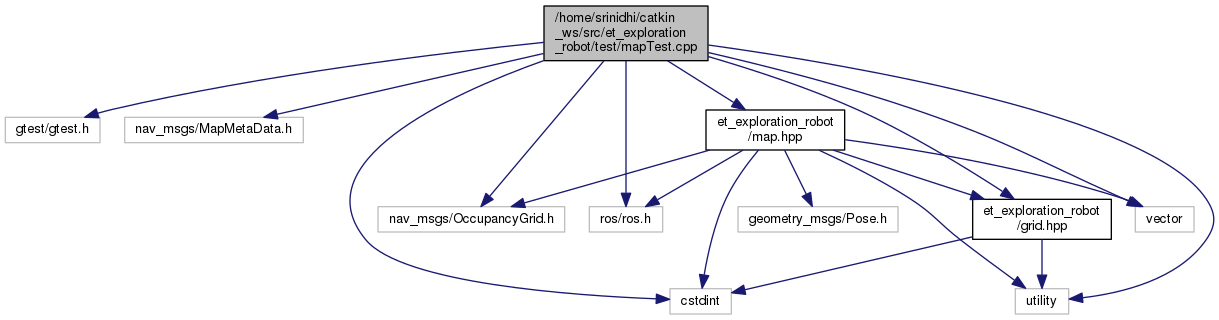 /home/srinidhi/catkin
_ws/src/et_exploration
_robot/test/mapTest.cpp
gtest/gtest.h
nav_msgs/MapMetaData.h
et_exploration_robot
/map.hpp
nav_msgs/OccupancyGrid.h
ros/ros.h
geometry_msgs/Pose.h
et_exploration_robot
/grid.hpp
vector
cstdint
utility